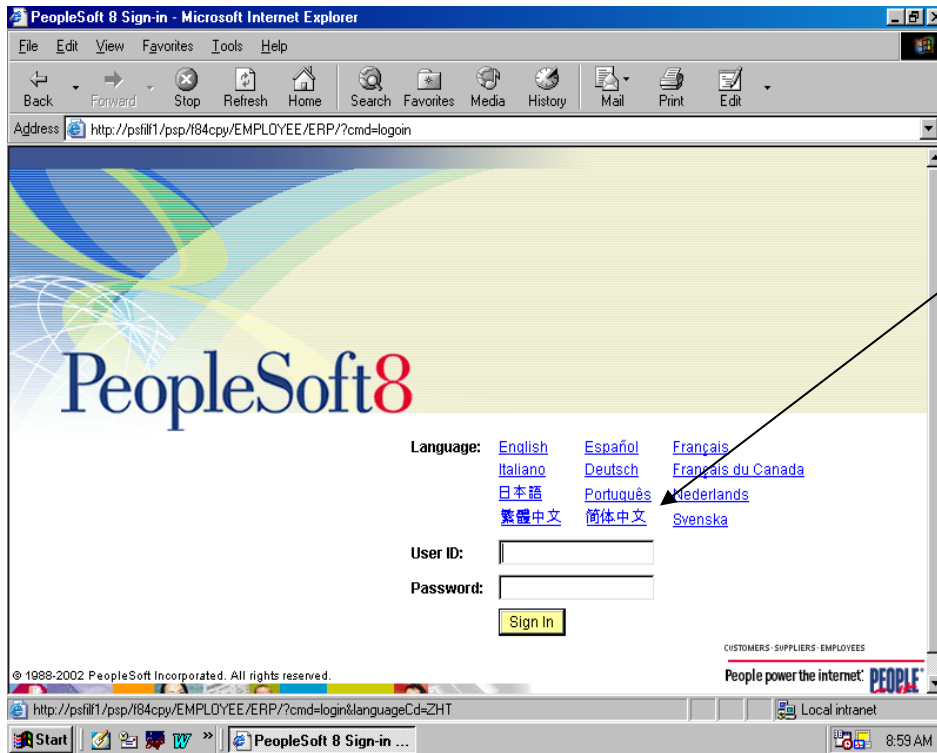 PeopleSoft 8 Sign-in - Microsoft Internet Explorer
File Edit View Favorites Tools Help
Back Forward Stop Refresh Home Search Favorites Media History Mail Print Edit
Address http://psfilf1/psp/f84cpy/EMPLOYEE/ERP/?cmd=logoin
PeopleSoft8
Language: English Español Français
Italiano Deutsch Français du Canada
日本語 Português Nederlands
繁體中文 简体中文 Svenska
User ID:
Password:
Sign In
CUSTOMERS·SUPPLIERS·EMPLOYEES
© 1988-2002 PeopleSoft Incorporated. All rights reserved.
People power the internet.
PEOPLE
http://psfilf1/psp/f84cpy/EMPLOYEE/ERP/?cmd=login&languageCd=ZHT Local intranet
Start W » PeopleSoft 8 Sign-in ... 8:59 AM